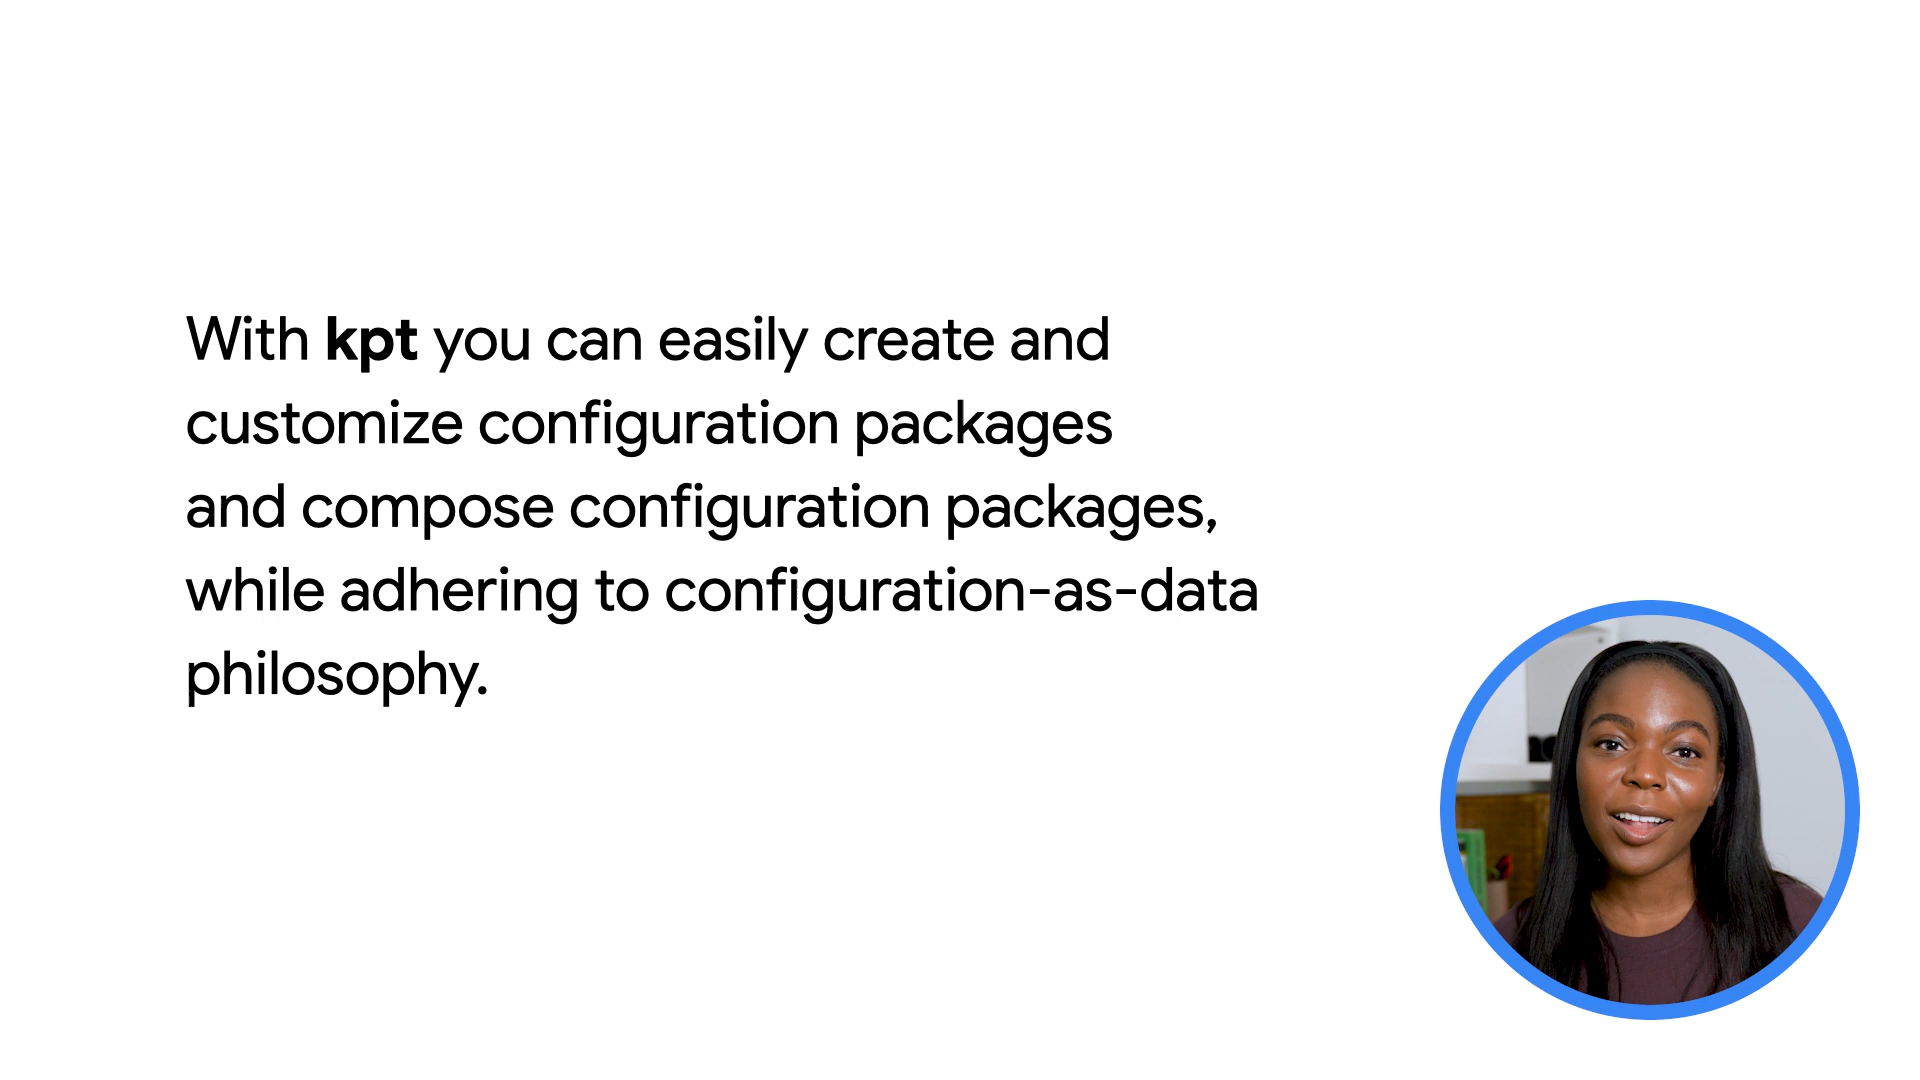 With kpt you can easily create and
customize configuration packages
and compose configuration packages,
while adhering to configuration-as-data
philosophy.